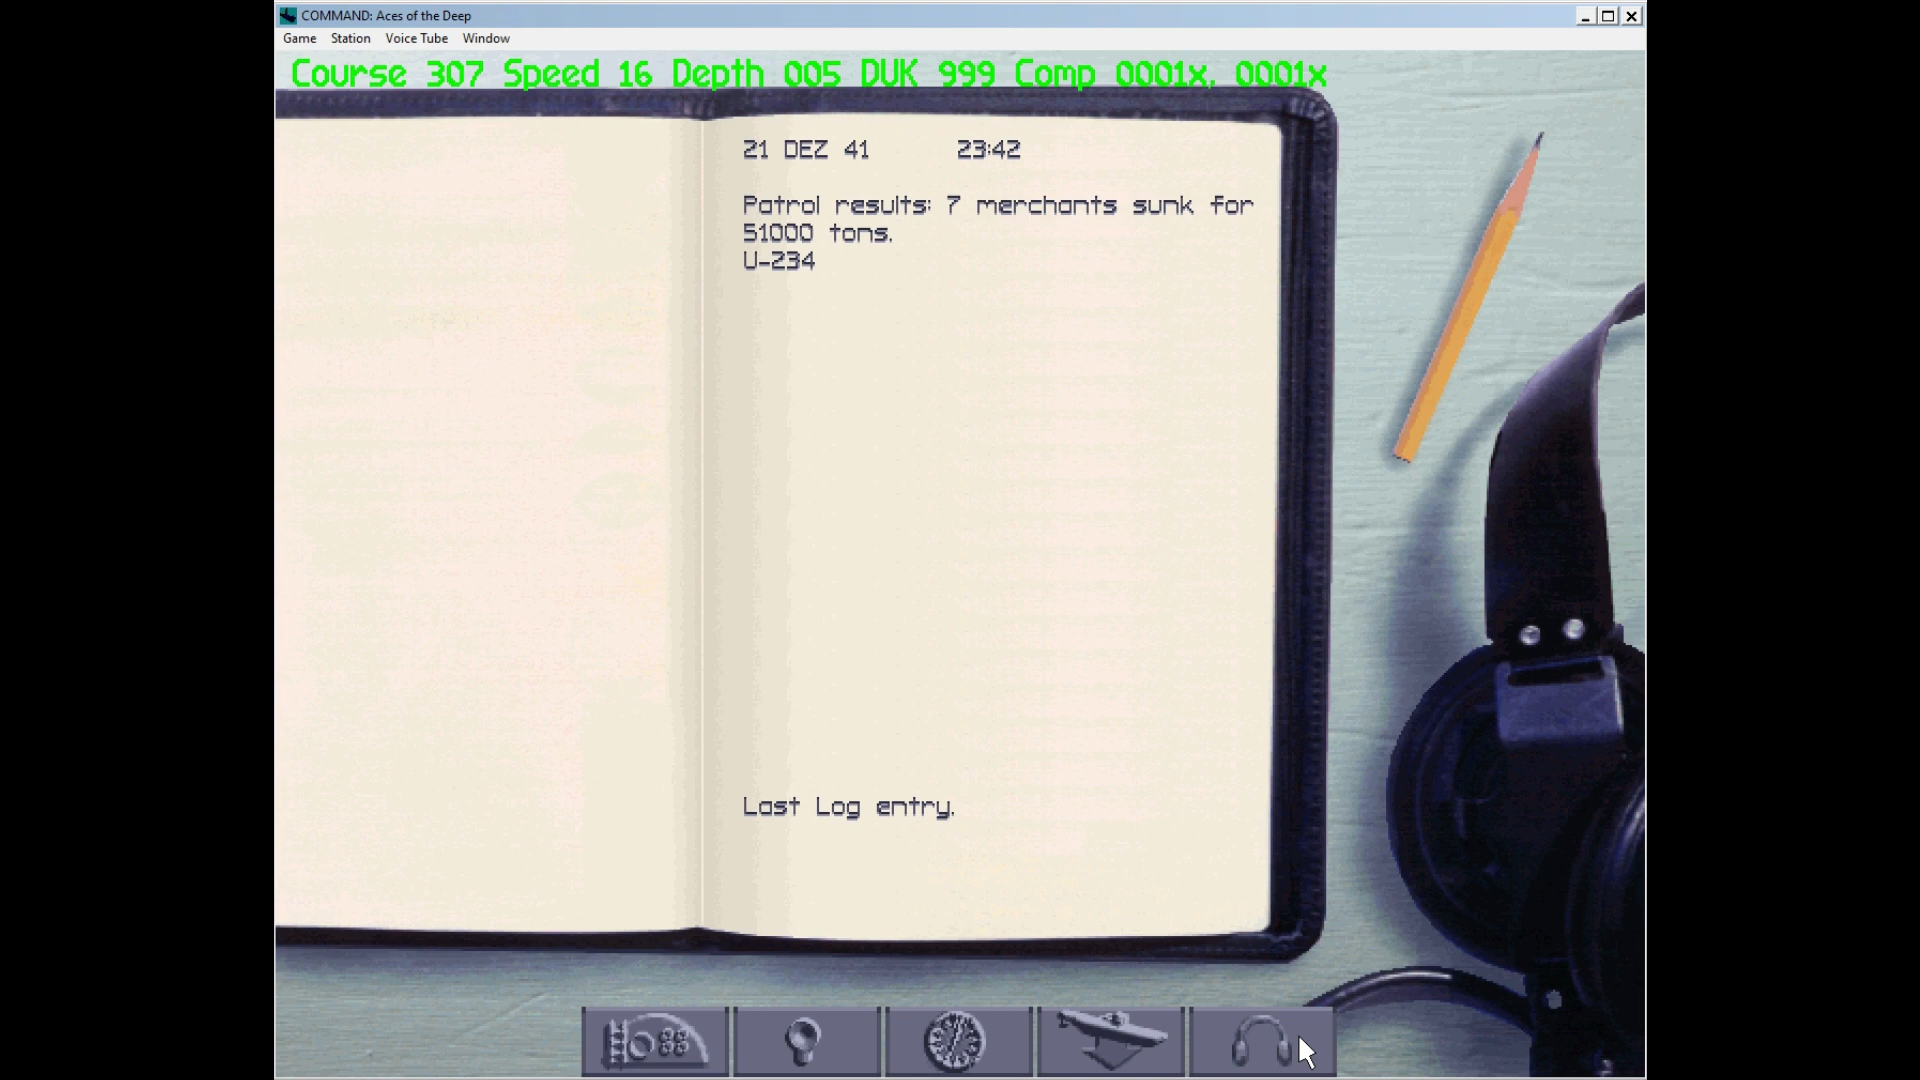 COMMAND: Aces of the Deep
Game Station Voice Tube Window
Course 307 Speed 16 Depth 005 DUK 999 Comp 0001x, 0001x
21 DEZ 41 23:42
Patrol results: 7 merchants sunk for
51000 tons.
U-234
Last Log entry.